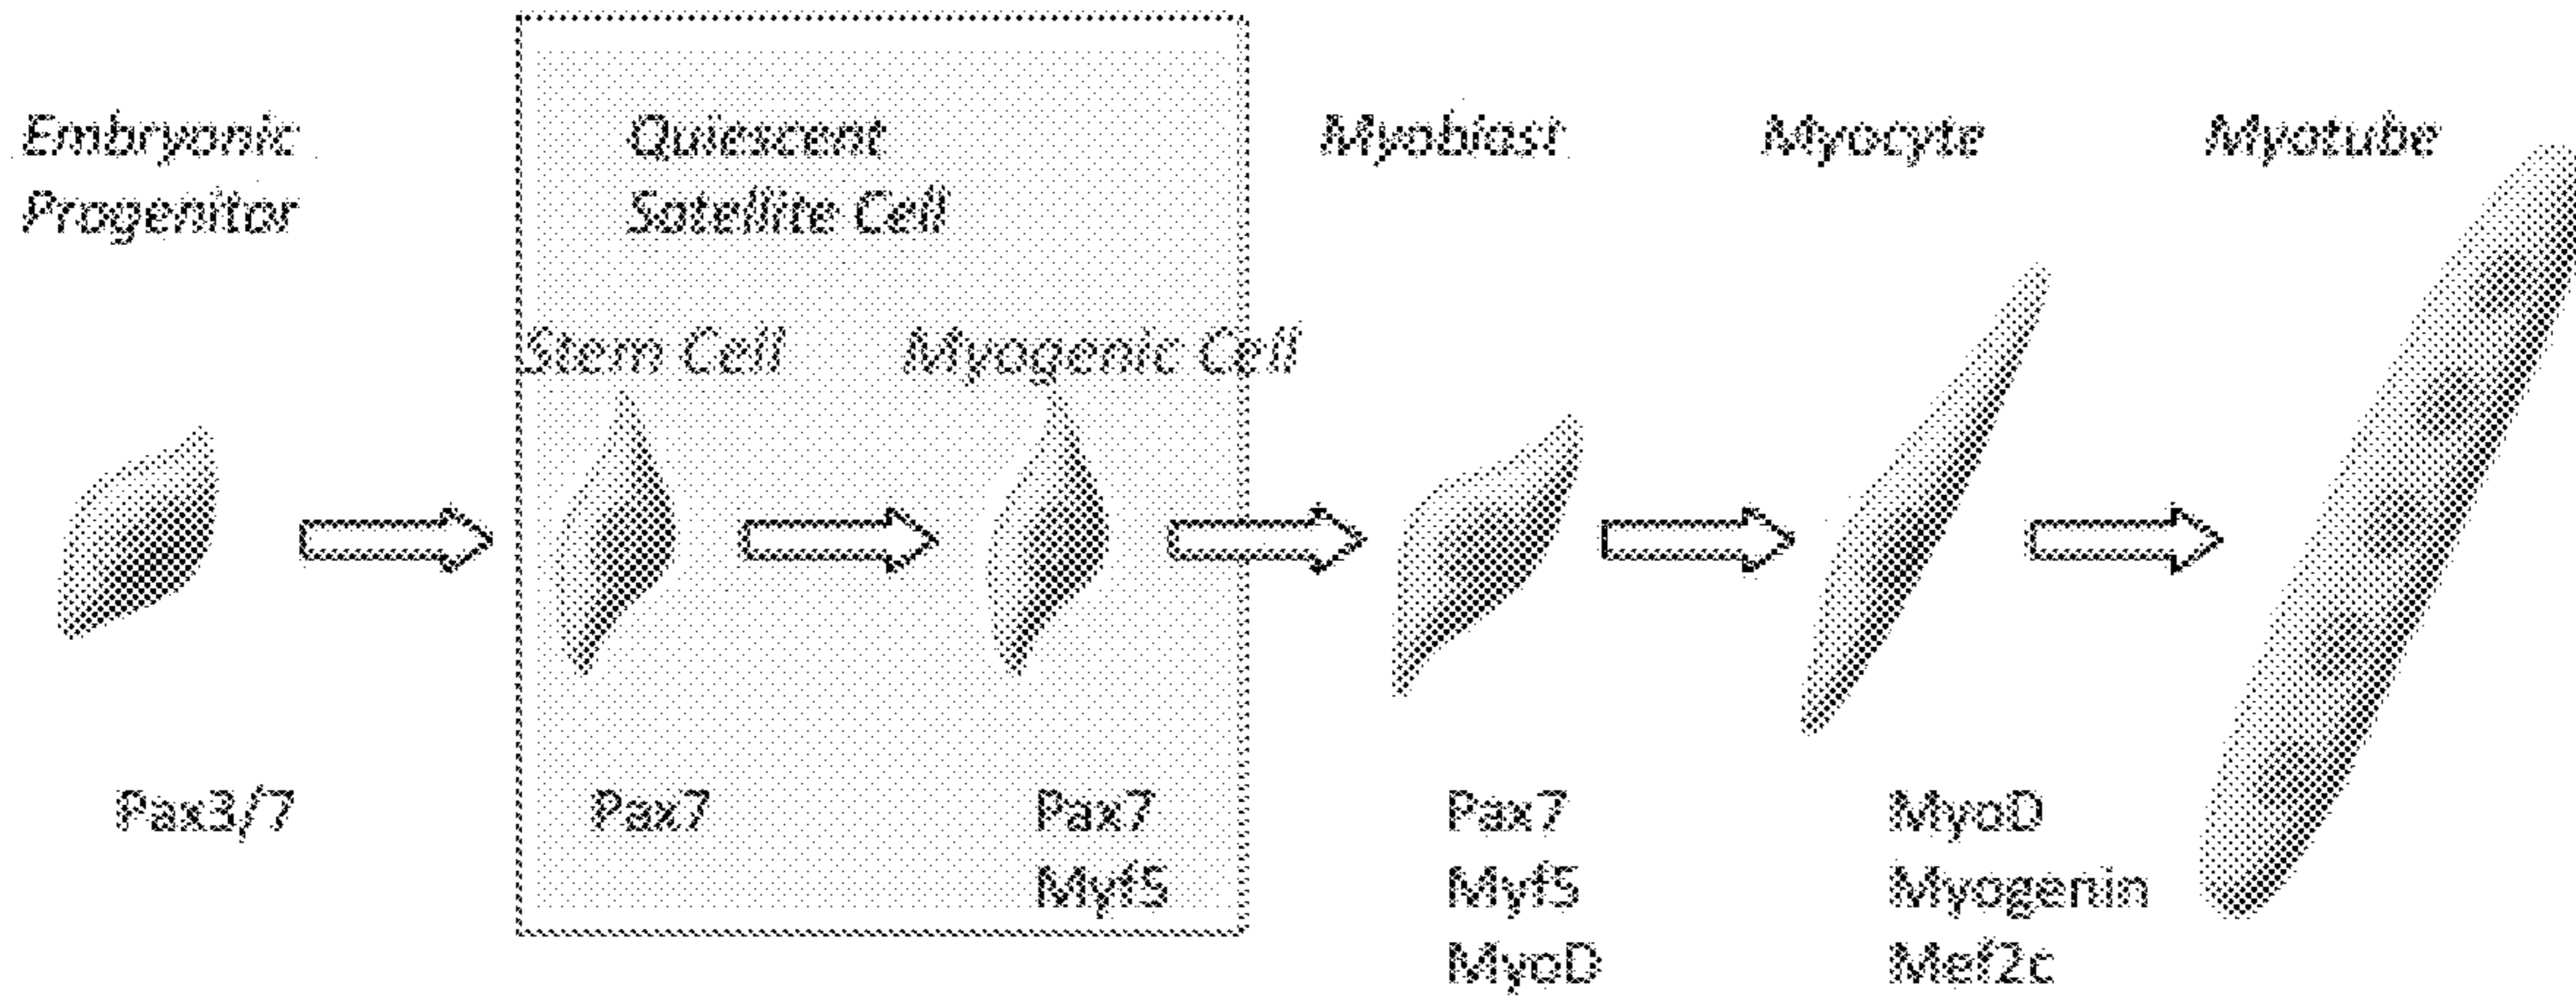 Embryonic
Progenitor
Quiescent
Satellite Cell
Myoblast
Myocyte
Myotube
Stem Cell
Myogenic Cell
Pax3/7
Pax7
Pax7
Myf5
Pax7
Myf5
MyoD
MyoD
Myogenin
Mef2c